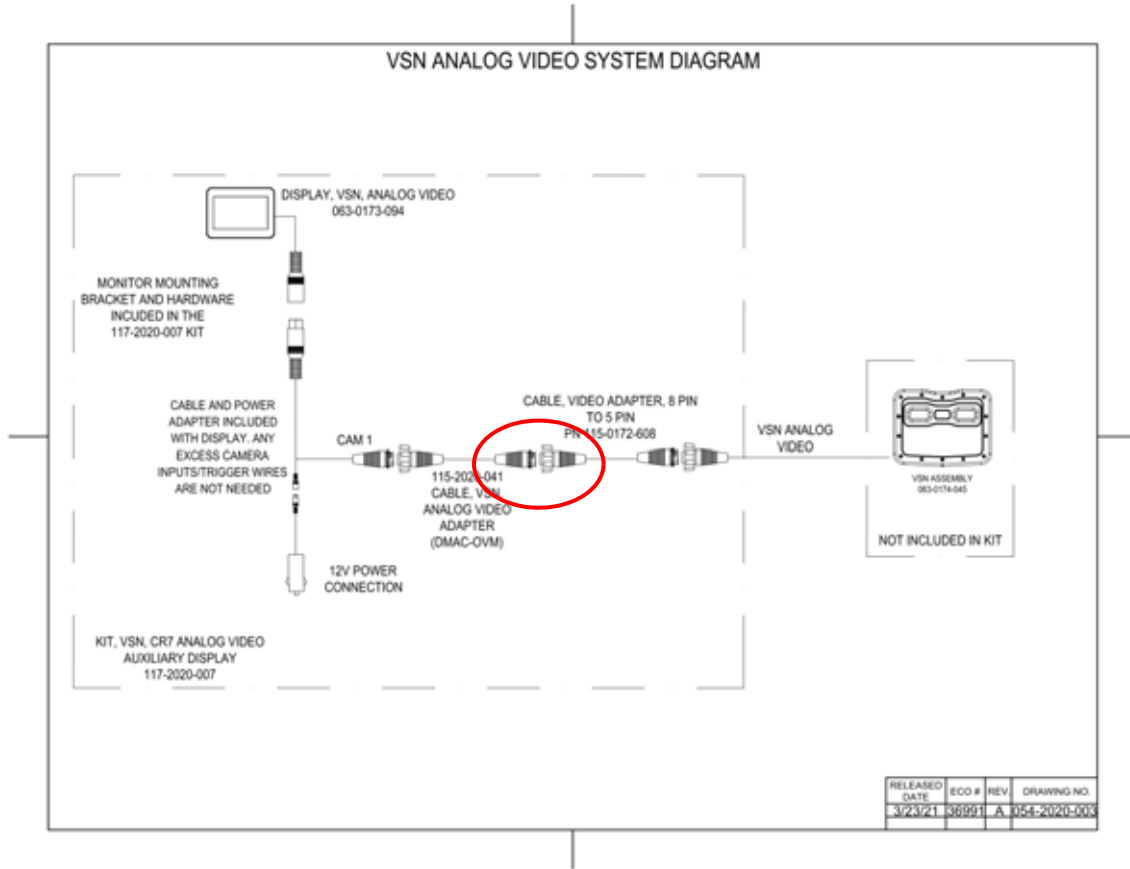 VSN ANALOG VIDEO SYSTEM DIAGRAM
DISPLAY, VSN, ANALOG VIDEO
063-0173-094
MONITOR MOUNTING
BRACKET AND HARDWARE
INCUDED IN THE
117-2020-007 KIT
CABLE AND POWER
ADAPTER INCLUDED
WITH DISPLAY. ANY
EXCESS CAMERA
INPUTS/TRIGGER WIRES
ARE NOT NEEDED
CAM 1
CABLE, VIDEO ADAPTER, 8 PIN
TO 5 PIN
PN 115-0172-608
115-2020-041
CABLE, VSN
ANALOG VIDEO
ADAPTER
(DMAC-OVM)
VSN ANALOG
VIDEO
VSN ASSEMBLY
063-0174-045
NOT INCLUDED IN KIT
12V POWER
CONNECTION
KIT, VSN, CR7 ANALOG VIDEO
AUXILIARY DISPLAY
117-2020-007
RELEASED DATE ECO # REV. DRAWING NO.
3/23/21 36991 A 054-2020-003